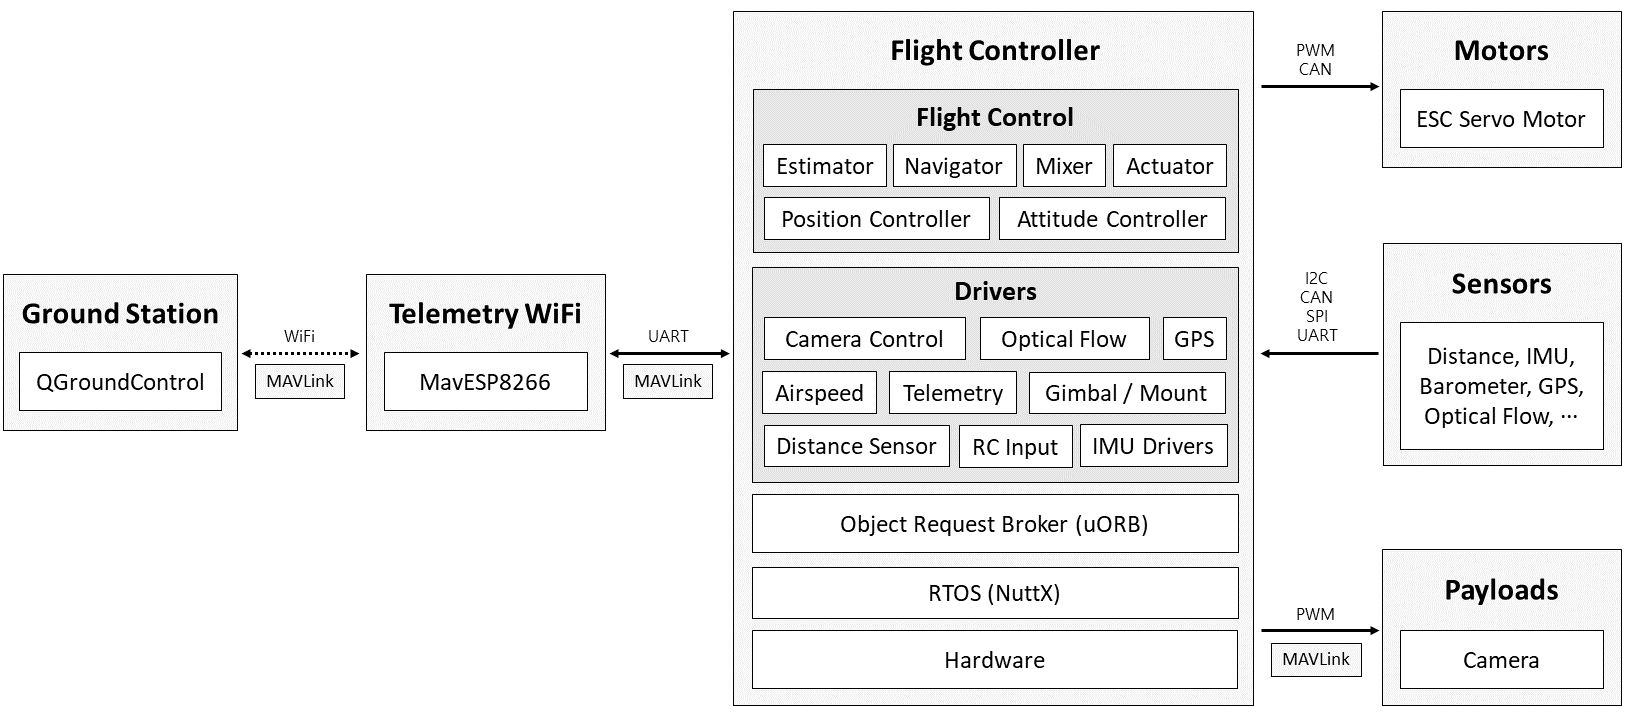 Ground Station
QGroundControl
WiFi
MAVLink
Telemetry WiFi
MavESP8266
UART
MAVLink
Flight Controller
Flight Control
Estimator
Navigator
Mixer
Actuator
Position Controller
Attitude Controller
Drivers
Camera Control
Optical Flow
GPS
Airspeed
Telemetry
Gimbal / Mount
Distance Sensor
RC Input
IMU Drivers
Object Request Broker (uORB)
RTOS (NuttX)
Hardware
PWM
CAN
Motors
ESC Servo Motor
I2C
CAN
SPI
UART
Sensors
Distance, IMU,
Barometer, GPS,
Optical Flow, ···
PWM
MAVLink
Payloads
Camera